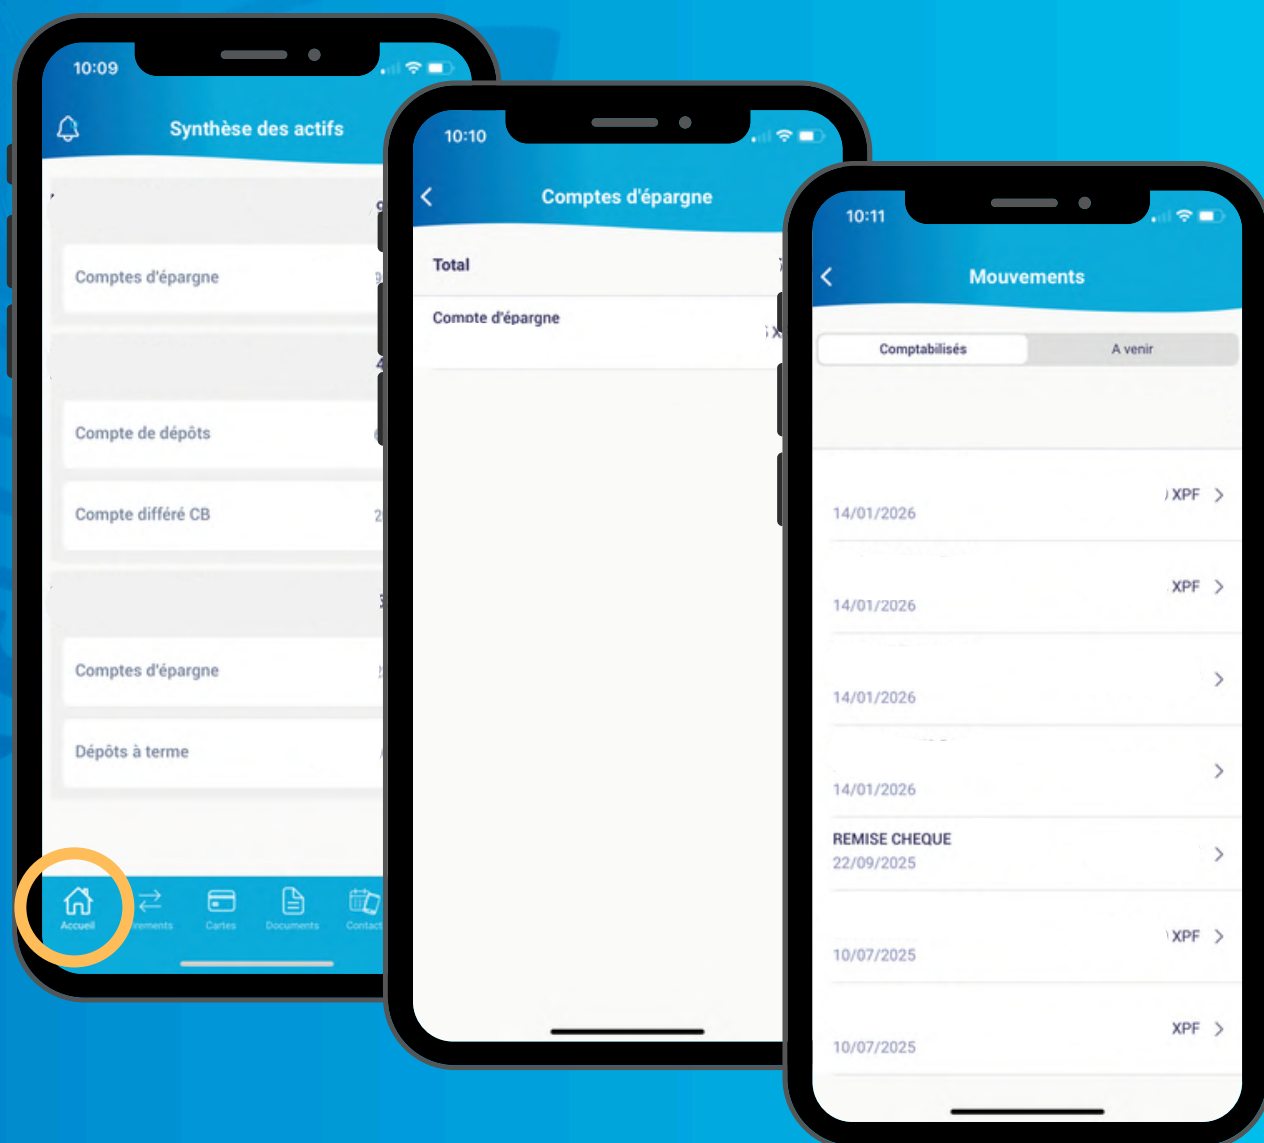 10:09
Synthèse des actifs
Comptes d'épargne
Compte de dépôts
Compte différé CB
Comptes d'épargne
Dépôts à terme
Accueil
Cartes
Documents
10:10
Comptes d'épargne
Total
Compte d'épargne
10:11
Mouvements
Comptabilisés
A venir
XPF
14/01/2026
XPF
14/01/2026
14/01/2026
14/01/2026
REMISE CHEQUE
22/09/2025
XPF
10/07/2025
XPF
10/07/2025